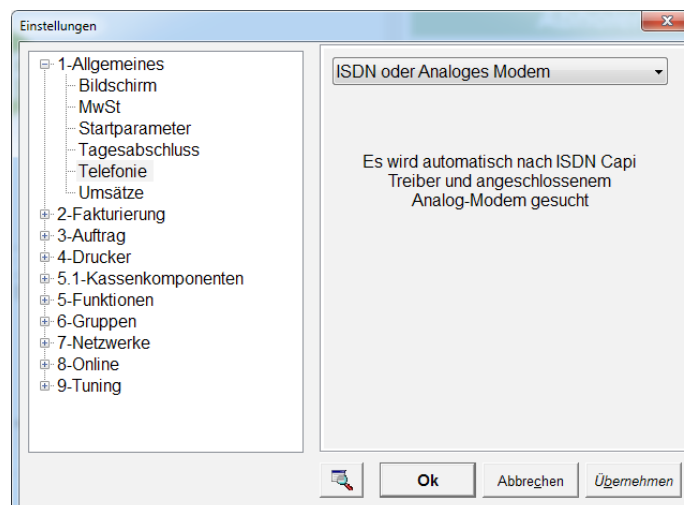 Einstellungen
1-Allgemeines
Bildschirm
MwSt
Startparameter
Tagesabschluss
Telefonie
Umsätze
2-Fakturierung
3-Auftrag
4-Drucker
5.1-Kassenkomponenten
5-Funktionen
6-Gruppen
7-Netzwerke
8-Online
9-Tuning
ISDN oder Analoges Modem
Es wird automatisch nach ISDN Capi
Treiber und angeschlossenem
Analog-Modem gesucht
Ok
Abbrechen
Übernehmen